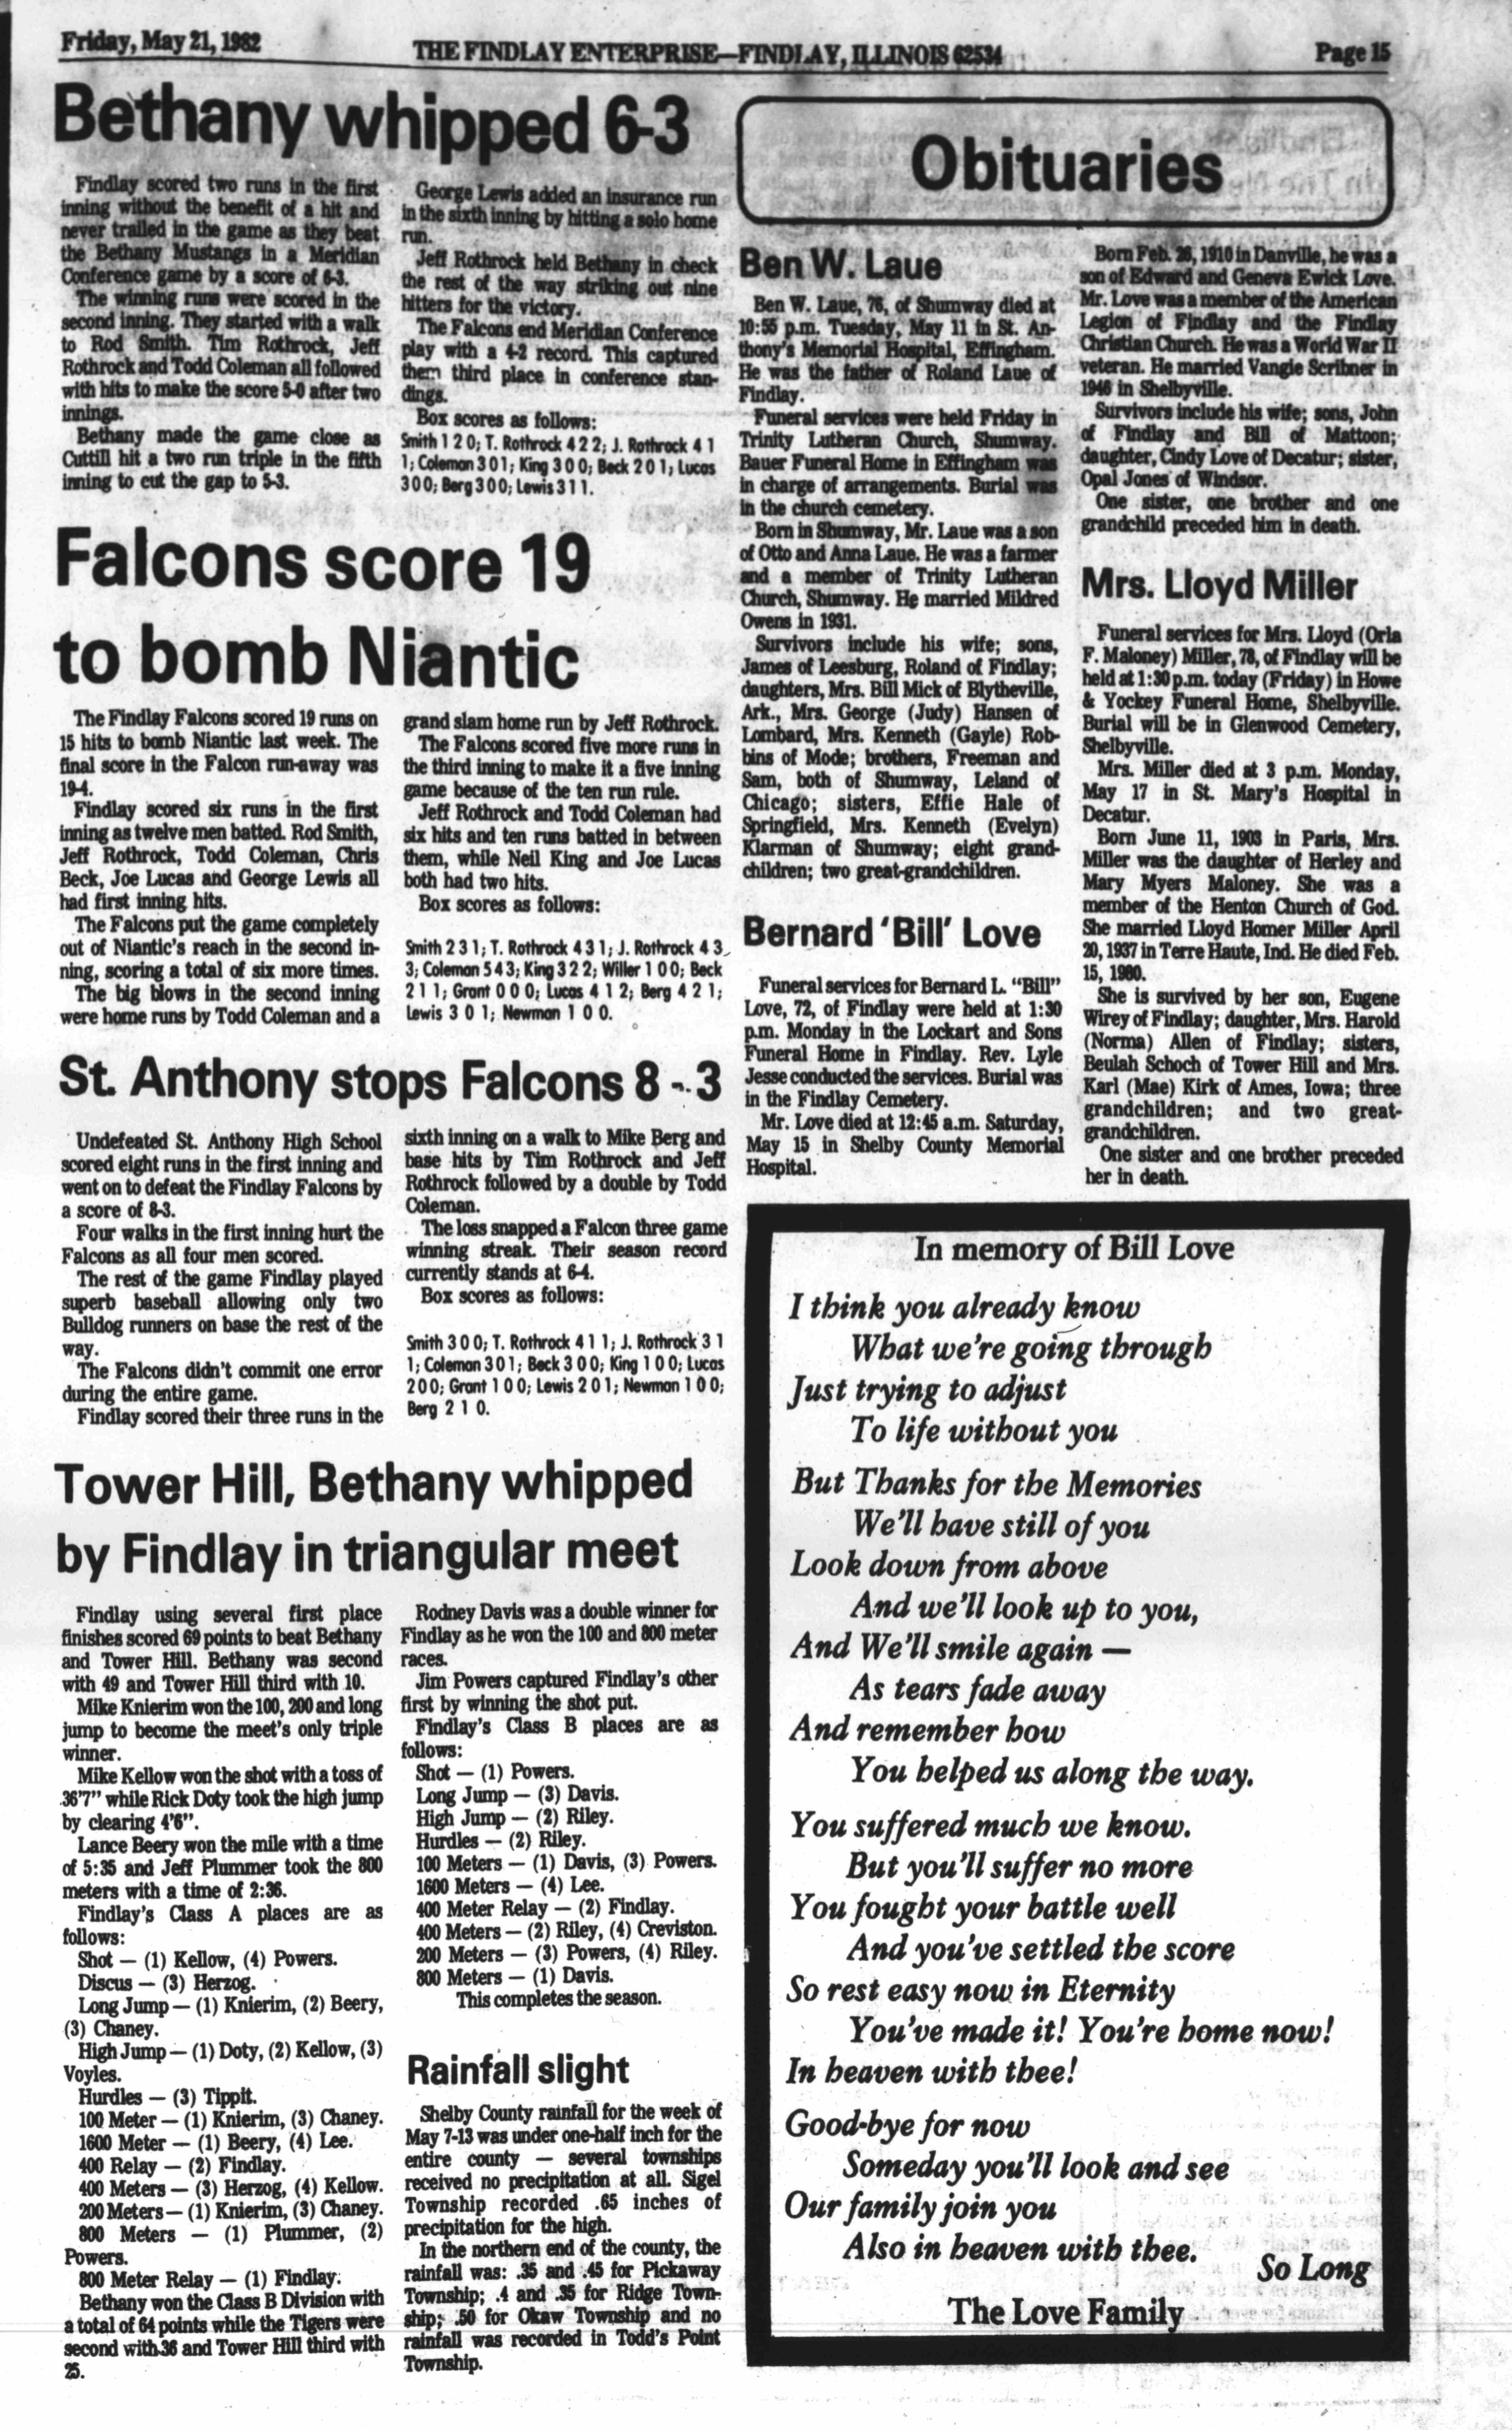 Friday, May 21, 1982
THE FINDLAY ENTERPRISE—FINDLAY, ILLINOIS 62534
Page 15
Bethany whipped 6-3
Findlay scored two runs in the first
inning without the benefit of a hit and
never trailed in the game as they beat
the Bethany Mustangs in a Meridian
Conference game by a score of 6-3.
The winning runs were scored in the
second inning. They started with a walk
to Rod Smith. Tim Rothrock, Jeff
Rothrock and Todd Coleman all followed
with hits to make the score 5-0 after two
innings.
Bethany made the game close as
Cuttill hit a two run triple in the fifth
inning to cut the gap to 5-3.
George Lewis added an insurance run
in the sixth inning by hitting a solo home
run.
Jeff Rothrock held Bethany in check
the rest of the way striking out nine
hitters for the victory.
The Falcons end Meridian Conference
play with a 4-2 record. This captured
them third place in conference stan-
dings.
Box scores as follows:
Smith 1 2 0; T. Rothrock 4 2 2; J. Rothrock 4 1
1; Coleman 3 0 1; King 3 0 0; Beck 2 0 1, Lucas
3 0 0; Berg 3 0 0; Lewis 3 1 1.
Falcons score 19
to bomb Niantic
The Findlay Falcons scored 19 runs on
15 hits to bomb Niantic last week. The
final score in the Falcon run-away was
19-4.
Findlay scored six runs in the first
inning as twelve men batted. Rod Smith,
Jeff Rothrock, Todd Coleman, Chris
Beck, Joe Lucas and George Lewis all
had first inning hits.
The Falcons put the game completely
out of Niantic's reach in the second in-
ning, scoring a total of six more times.
The big blows in the second inning
were home runs by Todd Coleman and a
grand slam home run by Jeff Rothrock.
The Falcons scored five more runs in
the third inning to make it a five inning
game because of the ten run rule.
Jeff Rothrock and Todd Coleman had
six hits and ten runs batted in between
them, while Neil King and Joe Lucas
both had two hits.
Box scores as follows:
Smith 2 3 1; T. Rothrock 4 3 1; J. Rothrock 4 3
3; Coleman 5 4 3; King 3 2 2; Willer 1 0 0; Beck
2 1 1; Grant 0 0 0; Lucas 4 1 2; Berg 4 2 1;
Lewis 3 0 1; Newman 1 0 0.
St. Anthony stops Falcons 8 - 3
Undefeated St. Anthony High School
scored eight runs in the first inning and
went on to defeat the Findlay Falcons by
a score of 8-3.
Four walks in the first inning hurt the
Falcons as all four men scored.
The rest of the game Findlay played
superb baseball allowing only two
Bulldog runners on base the rest of the
way.
The Falcons didn't commit one error
during the entire game.
Findlay scored their three runs in the
sixth inning on a walk to Mike Berg and
base hits by Tim Rothrock and Jeff
Rothrock followed by a double by Todd
Coleman.
The loss snapped a Falcon three game
winning streak. Their season record
currently stands at 6-4.
Box scores as follows:
Smith 3 0 0; T. Rothrock 4 1 1; J. Rothrock 3 1
1; Coleman 3 0 1; Beck 3 0 0; King 1 0 0; Lucas
2 0 0; Grant 1 0 0; Lewis 2 0 1; Newman 1 0 0;
Berg 2 1 0.
Tower Hill, Bethany whipped
by Findlay in triangular meet
Findlay using several first place
finishes scored 69 points to beat Bethany
and Tower Hill. Bethany was second
with 49 and Tower Hill third with 10.
Mike Knierim won the 100, 200 and long
jump to become the meet's only triple
winner.
Mike Kellow won the shot with a toss of
36'7" while Rick Doty took the high jump
by clearing 4'6".
Lance Beery won the mile with a time
of 5:35 and Jeff Plummer took the 800
meters with a time of 2:36.
Findlay's Class A places are as
follows:
Shot — (1) Kellow, (4) Powers.
Discus — (3) Herzog.
Long Jump — (1) Knierim, (2) Beery,
(3) Chaney.
High Jump — (1) Doty, (2) Kellow, (3)
Voyles.
Hurdles — (3) Tippit.
100 Meter — (1) Knierim, (3) Chaney.
1600 Meter — (1) Beery, (4) Lee.
400 Relay — (2) Findlay.
400 Meters — (3) Herzog, (4) Kellow.
200 Meters — (1) Knierim, (3) Chaney.
800 Meters — (1) Plummer, (2)
Powers.
800 Meter Relay — (1) Findlay.
Bethany won the Class B Division with
a total of 64 points while the Tigers were
second with 36 and Tower Hill third with
25.
Rodney Davis was a double winner for
Findlay as he won the 100 and 800 meter
races.
Jim Powers captured Findlay's other
first by winning the shot put.
Findlay's Class B places are as
follows:
Shot — (1) Powers.
Long Jump — (3) Davis.
High Jump — (2) Riley.
Hurdles — (2) Riley.
100 Meters — (1) Davis, (3) Powers.
1600 Meters — (4) Lee.
400 Meter Relay — (2) Findlay.
400 Meters — (2) Riley, (4) Creviston.
200 Meters — (3) Powers, (4) Riley.
800 Meters — (1) Davis.
This completes the season.
Rainfall slight
Shelby County rainfall for the week of
May 7-13 was under one-half inch for the
entire county — several townships
received no precipitation at all. Sigel
Township recorded .65 inches of
precipitation for the high.
In the northern end of the county, the
rainfall was: .35 and .45 for Pickaway
Township; .4 and .35 for Ridge Town-
ship; .50 for Okaw Township and no
rainfall was recorded in Todd's Point
Township.
Obituaries
Ben W. Laue
Ben W. Laue, 76, of Shumway died at
10:55 p.m. Tuesday, May 11 in St. An-
thony's Memorial Hospital, Effingham.
He was the father of Roland Laue of
Findlay.
Funeral services were held Friday in
Trinity Lutheran Church, Shumway.
Bauer Funeral Home in Effingham was
in charge of arrangements. Burial was
in the church cemetery.
Born in Shumway, Mr. Laue was a son
of Otto and Anna Laue. He was a farmer
and a member of Trinity Lutheran
Church, Shumway. He married Mildred
Owens in 1931.
Survivors include his wife; sons,
James of Leesburg, Roland of Findlay;
daughters, Mrs. Bill Mick of Blytheville,
Ark., Mrs. George (Judy) Hansen of
Lombard, Mrs. Kenneth (Gayle) Rob-
bins of Mode; brothers, Freeman and
Sam, both of Shumway, Leland of
Chicago; sisters, Effie Hale of
Springfield, Mrs. Kenneth (Evelyn)
Klarman of Shumway; eight grand-
children; two great-grandchildren.
Bernard 'Bill' Love
Funeral services for Bernard L. "Bill"
Love, 72, of Findlay were held at 1:30
p.m. Monday in the Lockart and Sons
Funeral Home in Findlay. Rev. Lyle
Jesse conducted the services. Burial was
in the Findlay Cemetery.
Mr. Love died at 12:45 a.m. Saturday,
May 15 in Shelby County Memorial
Hospital.
Born Feb. 26, 1910 in Danville, he was a
son of Edward and Geneva Ewick Love.
Mr. Love was a member of the American
Legion of Findlay and the Findlay
Christian Church. He was a World War II
veteran. He married Vangie Scribner in
1946 in Shelbyville.
Survivors include his wife; sons, John
of Findlay and Bill of Mattoon;
daughter, Cindy Love of Decatur; sister,
Opal Jones of Windsor.
One sister, one brother and one
grandchild preceded him in death.
Mrs. Lloyd Miller
Funeral services for Mrs. Lloyd (Orla
F. Maloney) Miller, 78, of Findlay will be
held at 1:30 p.m. today (Friday) in Howe
& Yockey Funeral Home, Shelbyville.
Burial will be in Glenwood Cemetery,
Shelbyville.
Mrs. Miller died at 3 p.m. Monday,
May 17 in St. Mary's Hospital in
Decatur.
Born June 11, 1903 in Paris, Mrs.
Miller was the daughter of Herley and
Mary Myers Maloney. She was a
member of the Henton Church of God.
She married Lloyd Homer Miller April
20, 1937 in Terre Haute, Ind. He died Feb.
15, 1980.
She is survived by her son, Eugene
Wirey of Findlay; daughter, Mrs. Harold
(Norma) Allen of Findlay; sisters,
Beulah Schoch of Tower Hill and Mrs.
Karl (Mae) Kirk of Ames, Iowa; three
grandchildren; and two great-
grandchildren.
One sister and one brother preceded
her in death.
In memory of Bill Love
I think you already know
What we're going through
Just trying to adjust
To life without you
But Thanks for the Memories
We'll have still of you
Look down from above
And we'll look up to you,
And We'll smile again —
As tears fade away
And remember how
You helped us along the way.
You suffered much we know.
But you'll suffer no more
You fought your battle well
And you've settled the score
So rest easy now in Eternity
You've made it! You're home now!
In heaven with thee!
Good-bye for now
Someday you'll look and see
Our family join you
Also in heaven with thee.
So Long
The Love Family